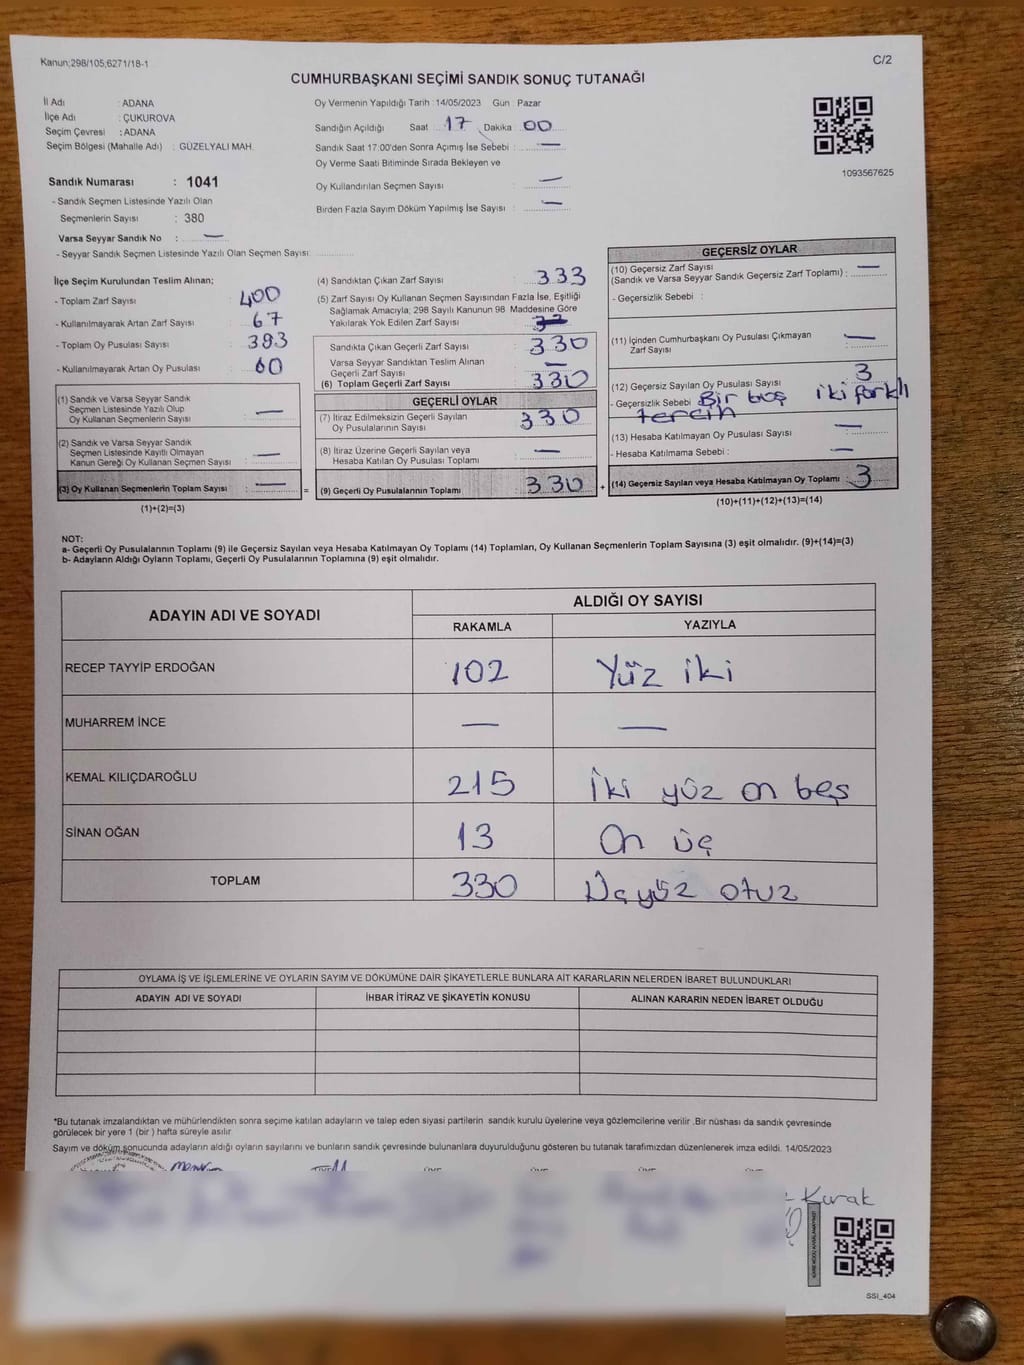 Kanun;298/105,6271/18-1
C/2
CUMHURBAŞKANI SEÇİMİ SANDIK SONUÇ TUTANAĞI
İl Adı : ADANA
İlçe Adı : ÇUKUROVA
Seçim Çevresi : ADANA
Seçim Bölgesi (Mahalle Adı) : GÜZELYALI MAH.
Sandık Numarası : 1041
- Sandık Seçmen Listesinde Yazılı Olan
Seçmenlerin Sayısı : 380
Varsa Seyyar Sandık No : —
- Seyyar Sandık Seçmen Listesinde Yazılı Olan Seçmen Sayısı:
Oy Vermenin Yapıldığı Tarih : 14/05/2023 Gün : Pazar
Sandığın Açıldığı Saat 17 Dakika 00
Sandık Saat 17:00'den Sonra Açımış İse Sebebi : —
Oy Verme Saati Bitiminde Sırada Bekleyen ve
Oy Kullandırılan Seçmen Sayısı : —
Birden Fazla Sayım Döküm Yapılmış İse Sayısı : —
1093567625
İlçe Seçim Kurulundan Teslim Alınan;
- Toplam Zarf Sayısı : 400
- Kullanılmayarak Artan Zarf Sayısı : 67
- Toplam Oy Pusulası Sayısı : 393
- Kullanılmayarak Artan Oy Pusulası : 60
(1) Sandık ve Varsa Seyyar Sandık
Seçmen Listesinde Yazılı Olup
Oy Kullanan Seçmenlerin Sayısı : —
(2) Sandık ve Varsa Seyyar Sandık
Seçmen Listesinde Kayıtlı Olmayan
Kanun Gereği Oy Kullanan Seçmen Sayısı : —
(3) Oy Kullanan Seçmenlerin Toplam Sayısı : — =
(1)+(2)=(3)
(4) Sandıktan Çıkan Zarf Sayısı : 333
(5) Zarf Sayısı Oy Kullanan Seçmen Sayısından Fazla İse, Eşitliği
Sağlamak Amacıyla; 298 Sayılı Kanunun 98 Maddesine Göre
Yakılarak Yok Edilen Zarf Sayısı :
Sandıkta Çıkan Geçerli Zarf Sayısı : 330
Varsa Seyyar Sandıktan Teslim Alınan
Geçerli Zarf Sayısı : —
(6) Toplam Geçerli Zarf Sayısı : 330
GEÇERLİ OYLAR
(7) İtiraz Edilmeksizin Geçerli Sayılan
Oy Pusulalarının Sayısı : 330
(8) İtiraz Üzerine Geçerli Sayılan veya
Hesaba Katılan Oy Pusulası Toplamı : —
(9) Geçerli Oy Pusulalarının Toplamı : 330 +
GEÇERSİZ OYLAR
(10) Geçersiz Zarf Sayısı
(Sandık ve Varsa Seyyar Sandık Geçersiz Zarf Toplamı) : —
- Geçersizlik Sebebi :
(11) İçinden Cumhurbaşkanı Oy Pusulası Çıkmayan
Zarf Sayısı : —
(12) Geçersiz Sayılan Oy Pusulası Sayısı : 3
- Geçersizlik Sebebi Bir boş iki farklı
tercih
(13) Hesaba Katılmayan Oy Pusulası Sayısı : —
- Hesaba Katılmama Sebebi : —
(14) Geçersiz Sayılan veya Hesaba Katılmayan Oy Toplamı : 3
(10)+(11)+(12)+(13)=(14)
NOT:
a- Geçerli Oy Pusulalarının Toplamı (9) ile Geçersiz Sayılan veya Hesaba Katılmayan Oy Toplamı (14) Toplamları, Oy Kullanan Seçmenlerin Toplam Sayısına (3) eşit olmalıdır. (9)+(14)=(3)
b- Adayların Aldığı Oyların Toplamı, Geçerli Oy Pusulalarının Toplamına (9) eşit olmalıdır.
ADAYIN ADI VE SOYADI
ALDIĞI OY SAYISI
RAKAMLA YAZIYLA
RECEP TAYYİP ERDOĞAN 102 Yüz iki
MUHARREM İNCE — —
KEMAL KILIÇDAROĞLU 215 İki yüz on beş
SİNAN OĞAN 13 On üç
TOPLAM 330 Üçyüz otuz
OYLAMA İŞ VE İŞLEMLERİNE VE OYLARIN SAYIM VE DÖKÜMÜNE DAİR ŞİKAYETLERLE BUNLARA AİT KARARLARIN NELERDEN İBARET BULUNDUKLARI
ADAYIN ADI VE SOYADI İHBAR İTİRAZ VE ŞİKAYETİN KONUSU ALINAN KARARIN NEDEN İBARET OLDUĞU
*Bu tutanak imzalandıktan ve mühürlendikten sonra seçime katılan adayların ve talep eden siyasi partilerin sandık kurulu üyelerine veya gözlemcilerine verilir .Bir nüshası da sandık çevresinde
görülecek bir yere 1 (bir ) hafta süreyle asılır
Sayım ve döküm sonucunda adayların aldığı oyların sayılarını ve bunların sandık çevresinde bulunanlara duyurulduğunu gösteren bu tutanak tarafımızdan düzenlenerek imza edildi. 14/05/2023
Kurak
SSI_404